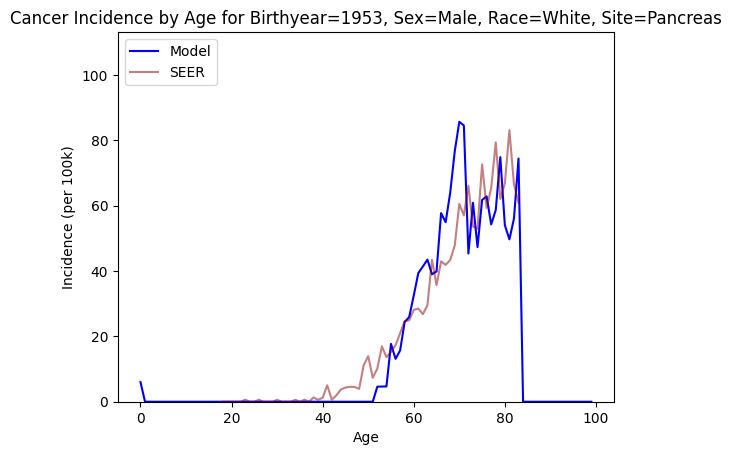 Cancer Incidence by Age for Birthyear=1953, Sex=Male, Race=White, Site=Pancreas
Model
SEER
100
80
60
40
20
0
Incidence (per 100k)
0 20 40 60 80 100
Age